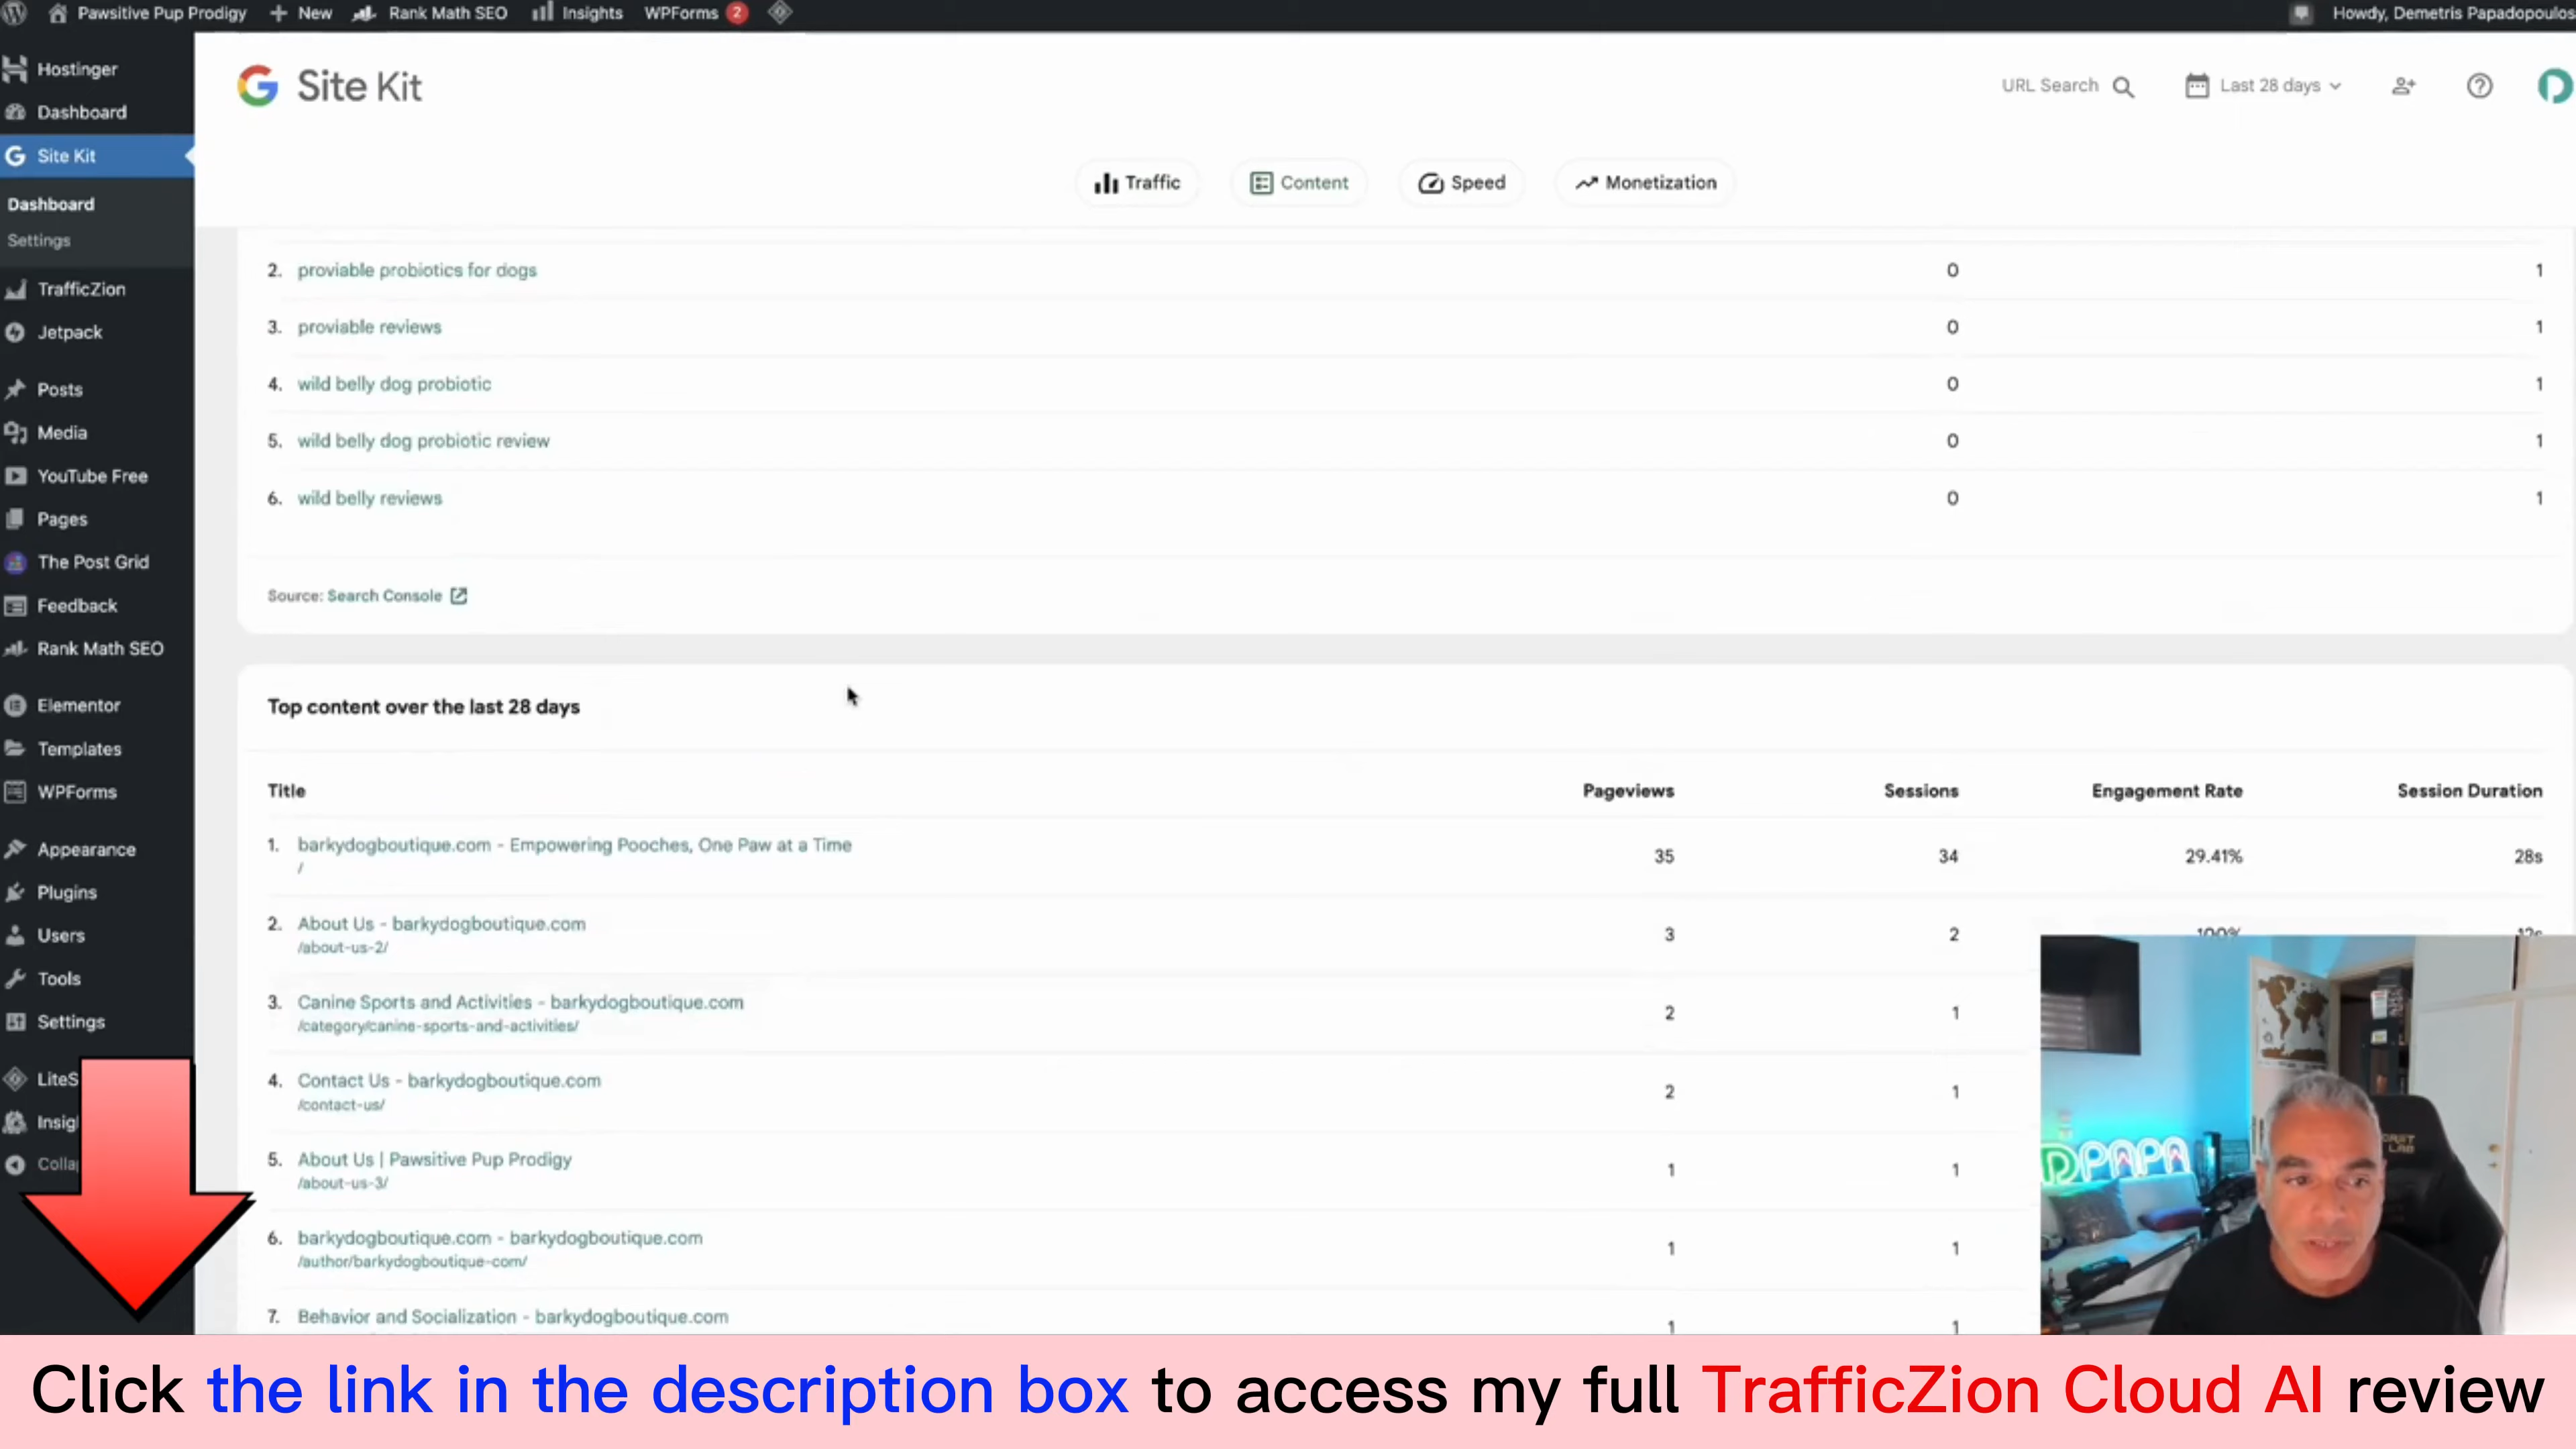 Pawsitive Pup Prodigy
New
Rank Math SEO
Insights
WPForms
2
Howdy, Demetris Papadopoulos
Hostinger
Dashboard
Site Kit
Dashboard
Settings
TrafficZion
Jetpack
Posts
Media
YouTube Free
Pages
The Post Grid
Feedback
Rank Math SEO
Elementor
Templates
WPForms
Appearance
Plugins
Users
Tools
Settings
LiteS
Insig
Colla
Site Kit
URL Search
Last 28 days
Traffic
Content
Speed
Monetization
2. proviable probiotics for dogs 0 1
3. proviable reviews 0 1
4. wild belly dog probiotic 0 1
5. wild belly dog probiotic review 0 1
6. wild belly reviews 0 1
Source: Search Console
Top content over the last 28 days
Title Pageviews Sessions Engagement Rate Session Duration
1. barkydogboutique.com - Empowering Pooches, One Paw at a Time 35 34 29.41% 28s
/
2. About Us - barkydogboutique.com 3 2 100% 12s
/about-us-2/
3. Canine Sports and Activities - barkydogboutique.com 2 1
/category/canine-sports-and-activities/
4. Contact Us - barkydogboutique.com 2 1
/contact-us/
5. About Us | Pawsitive Pup Prodigy 1 1
/about-us-3/
6. barkydogboutique.com - barkydogboutique.com 1 1
/author/barkydogboutique-com/
7. Behavior and Socialization - barkydogboutique.com 1 1
DPAPA
Click the link in the description box to access my full TrafficZion Cloud AI review